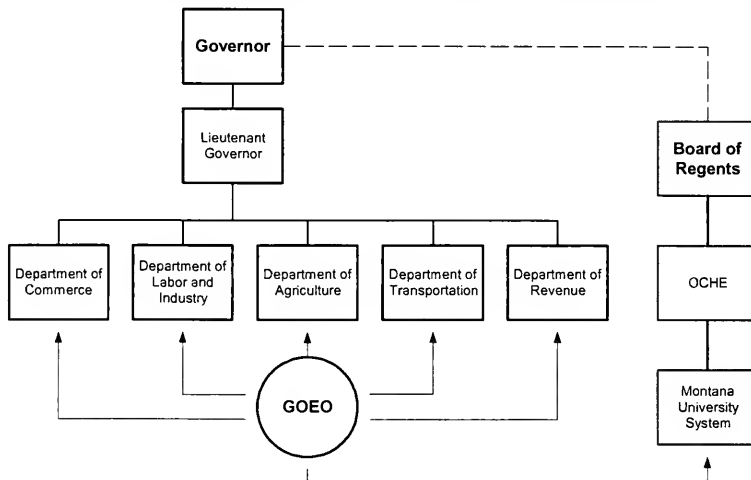 Governor
Lieutenant
Governor
Board of
Regents
Department of
Commerce
Department of
Labor and
Industry
Department of
Agriculture
Department of
Transportation
Department of
Revenue
OCHE
GOEO
Montana
University
System